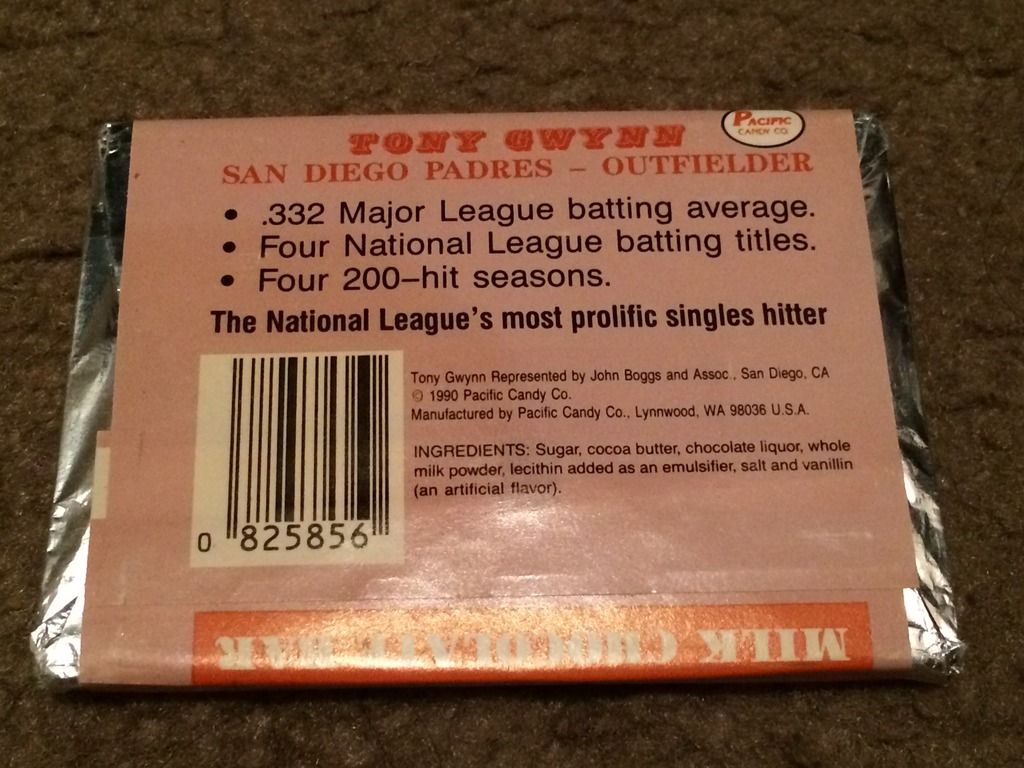 PACIFIC
CANDY CO.
TONY GWYNN
SAN DIEGO PADRES – OUTFIELDER
• .332 Major League batting average.
• Four National League batting titles.
• Four 200–hit seasons.
The National League's most prolific singles hitter
Tony Gwynn Represented by John Boggs and Assoc., San Diego, CA
© 1990 Pacific Candy Co.
Manufactured by Pacific Candy Co., Lynnwood, WA 98036 U.S.A.
INGREDIENTS: Sugar, cocoa butter, chocolate liquor, whole
milk powder, lecithin added as an emulsifier, salt and vanillin
(an artificial flavor).
0 825856
MILK CHOCOLATE BAR